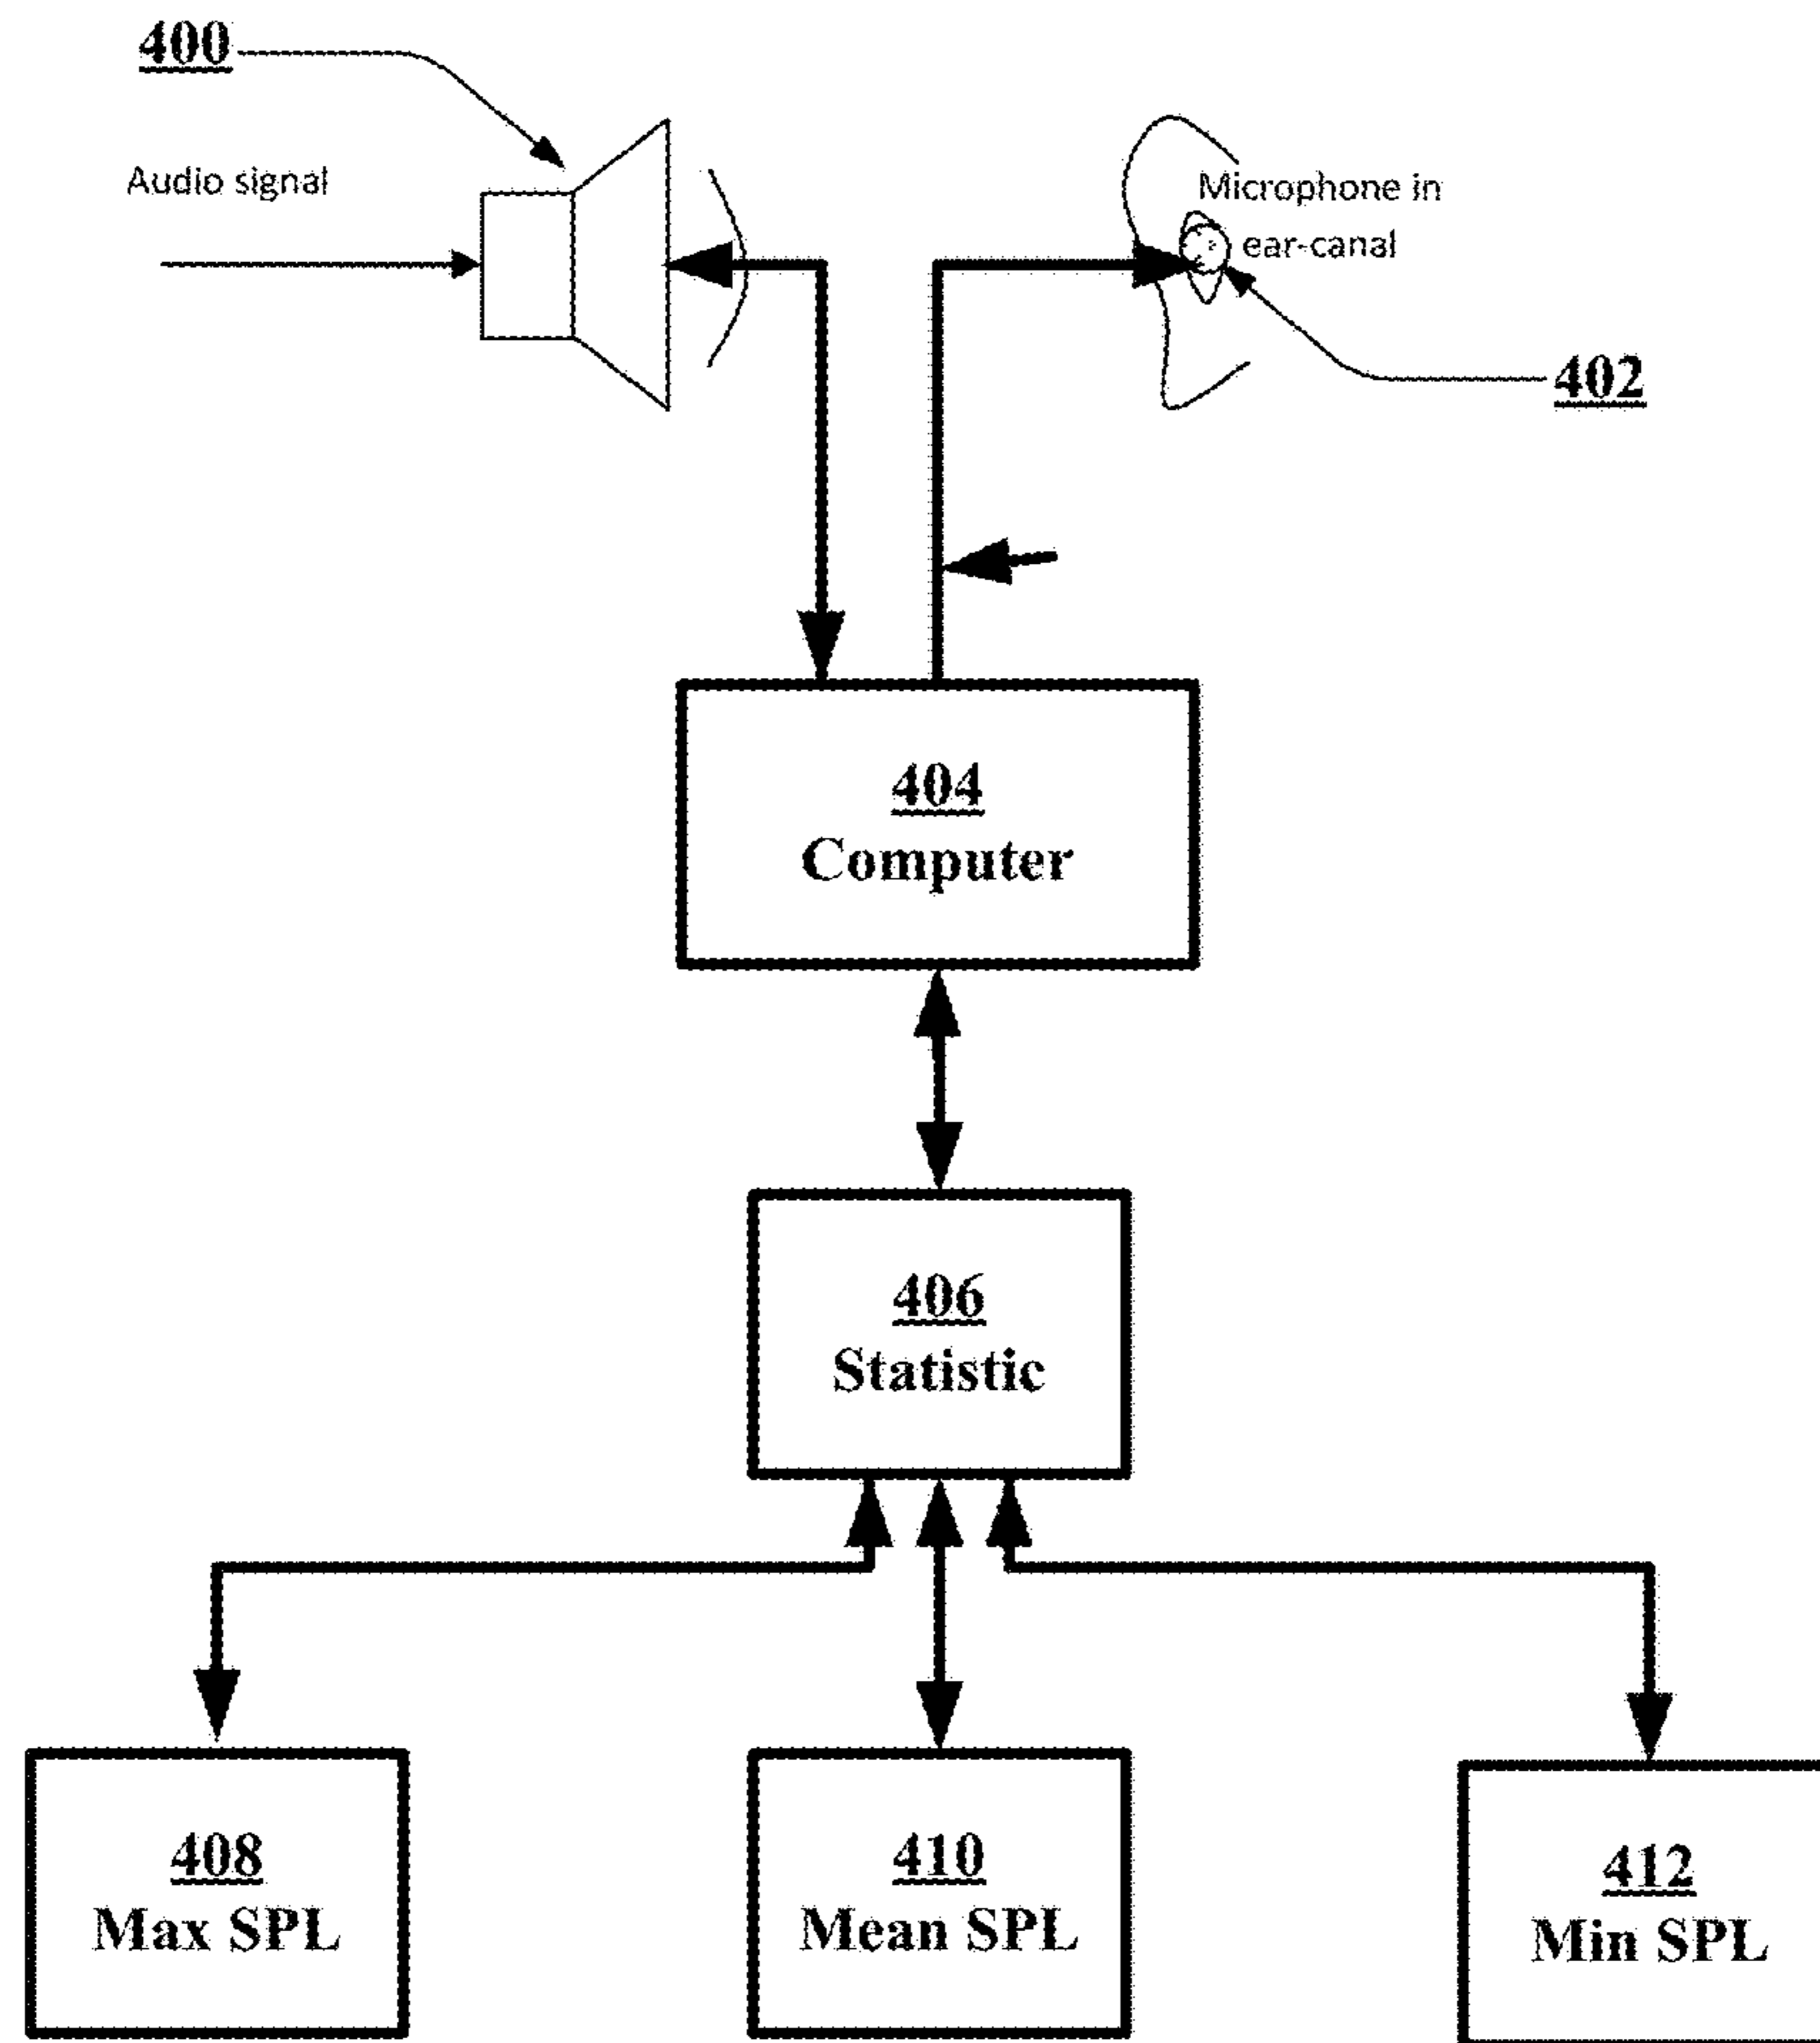 400
Audio signal
Microphone in
ear-canal
402
404
Computer
406
Statistic
408
Max SPL
410
Mean SPL
412
Min SPL